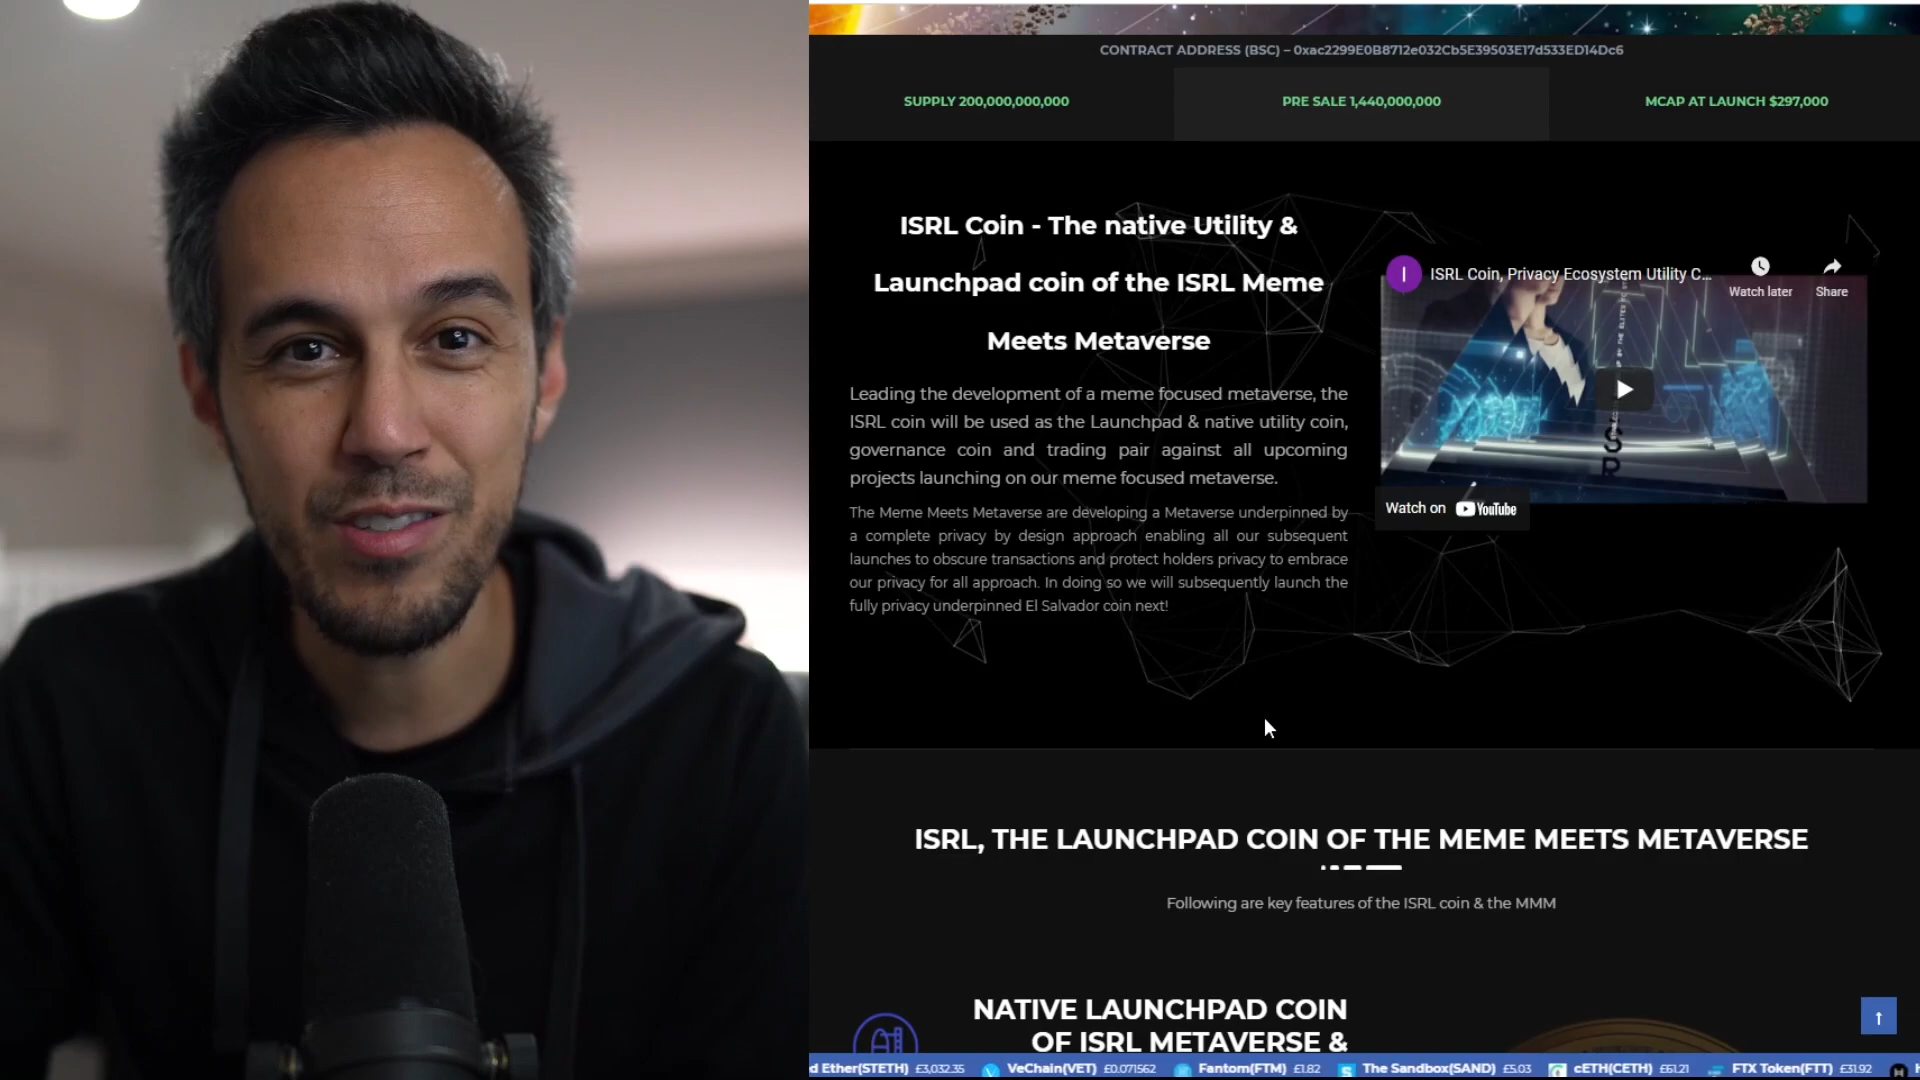 CONTRACT ADDRESS (BSC) – 0xac2299E0B8712e032Cb5E39503E17d533ED14Dc6
SUPPLY 200,000,000,000
PRE SALE 1,440,000,000
MCAP AT LAUNCH $297,000
ISRL Coin - The native Utility &
Launchpad coin of the ISRL Meme
Meets Metaverse
Leading the development of a meme focused metaverse, the
ISRL coin will be used as the Launchpad & native utility coin,
governance coin and trading pair against all upcoming
projects launching on our meme focused metaverse.
The Meme Meets Metaverse are developing a Metaverse underpinned by
a complete privacy by design approach enabling all our subsequent
launches to obscure transactions and protect holders privacy to embrace
our privacy for all approach. In doing so we will subsequently launch the
fully privacy underpinned El Salvador coin next!
I
ISRL Coin, Privacy Ecosystem Utility C...
Watch later
Share
Watch on YouTube
ISRL, THE LAUNCHPAD COIN OF THE MEME MEETS METAVERSE
Following are key features of the ISRL coin & the MMM
NATIVE LAUNCHPAD COIN
OF ISRL METAVERSE &
d Ether(STETH) £3,032.35 VeChain(VET) £0.071562 Fantom(FTM) £1.82 The Sandbox(SAND) £5.03 cETH(CETH) £61.21 FTX Token(FTT) £31.92